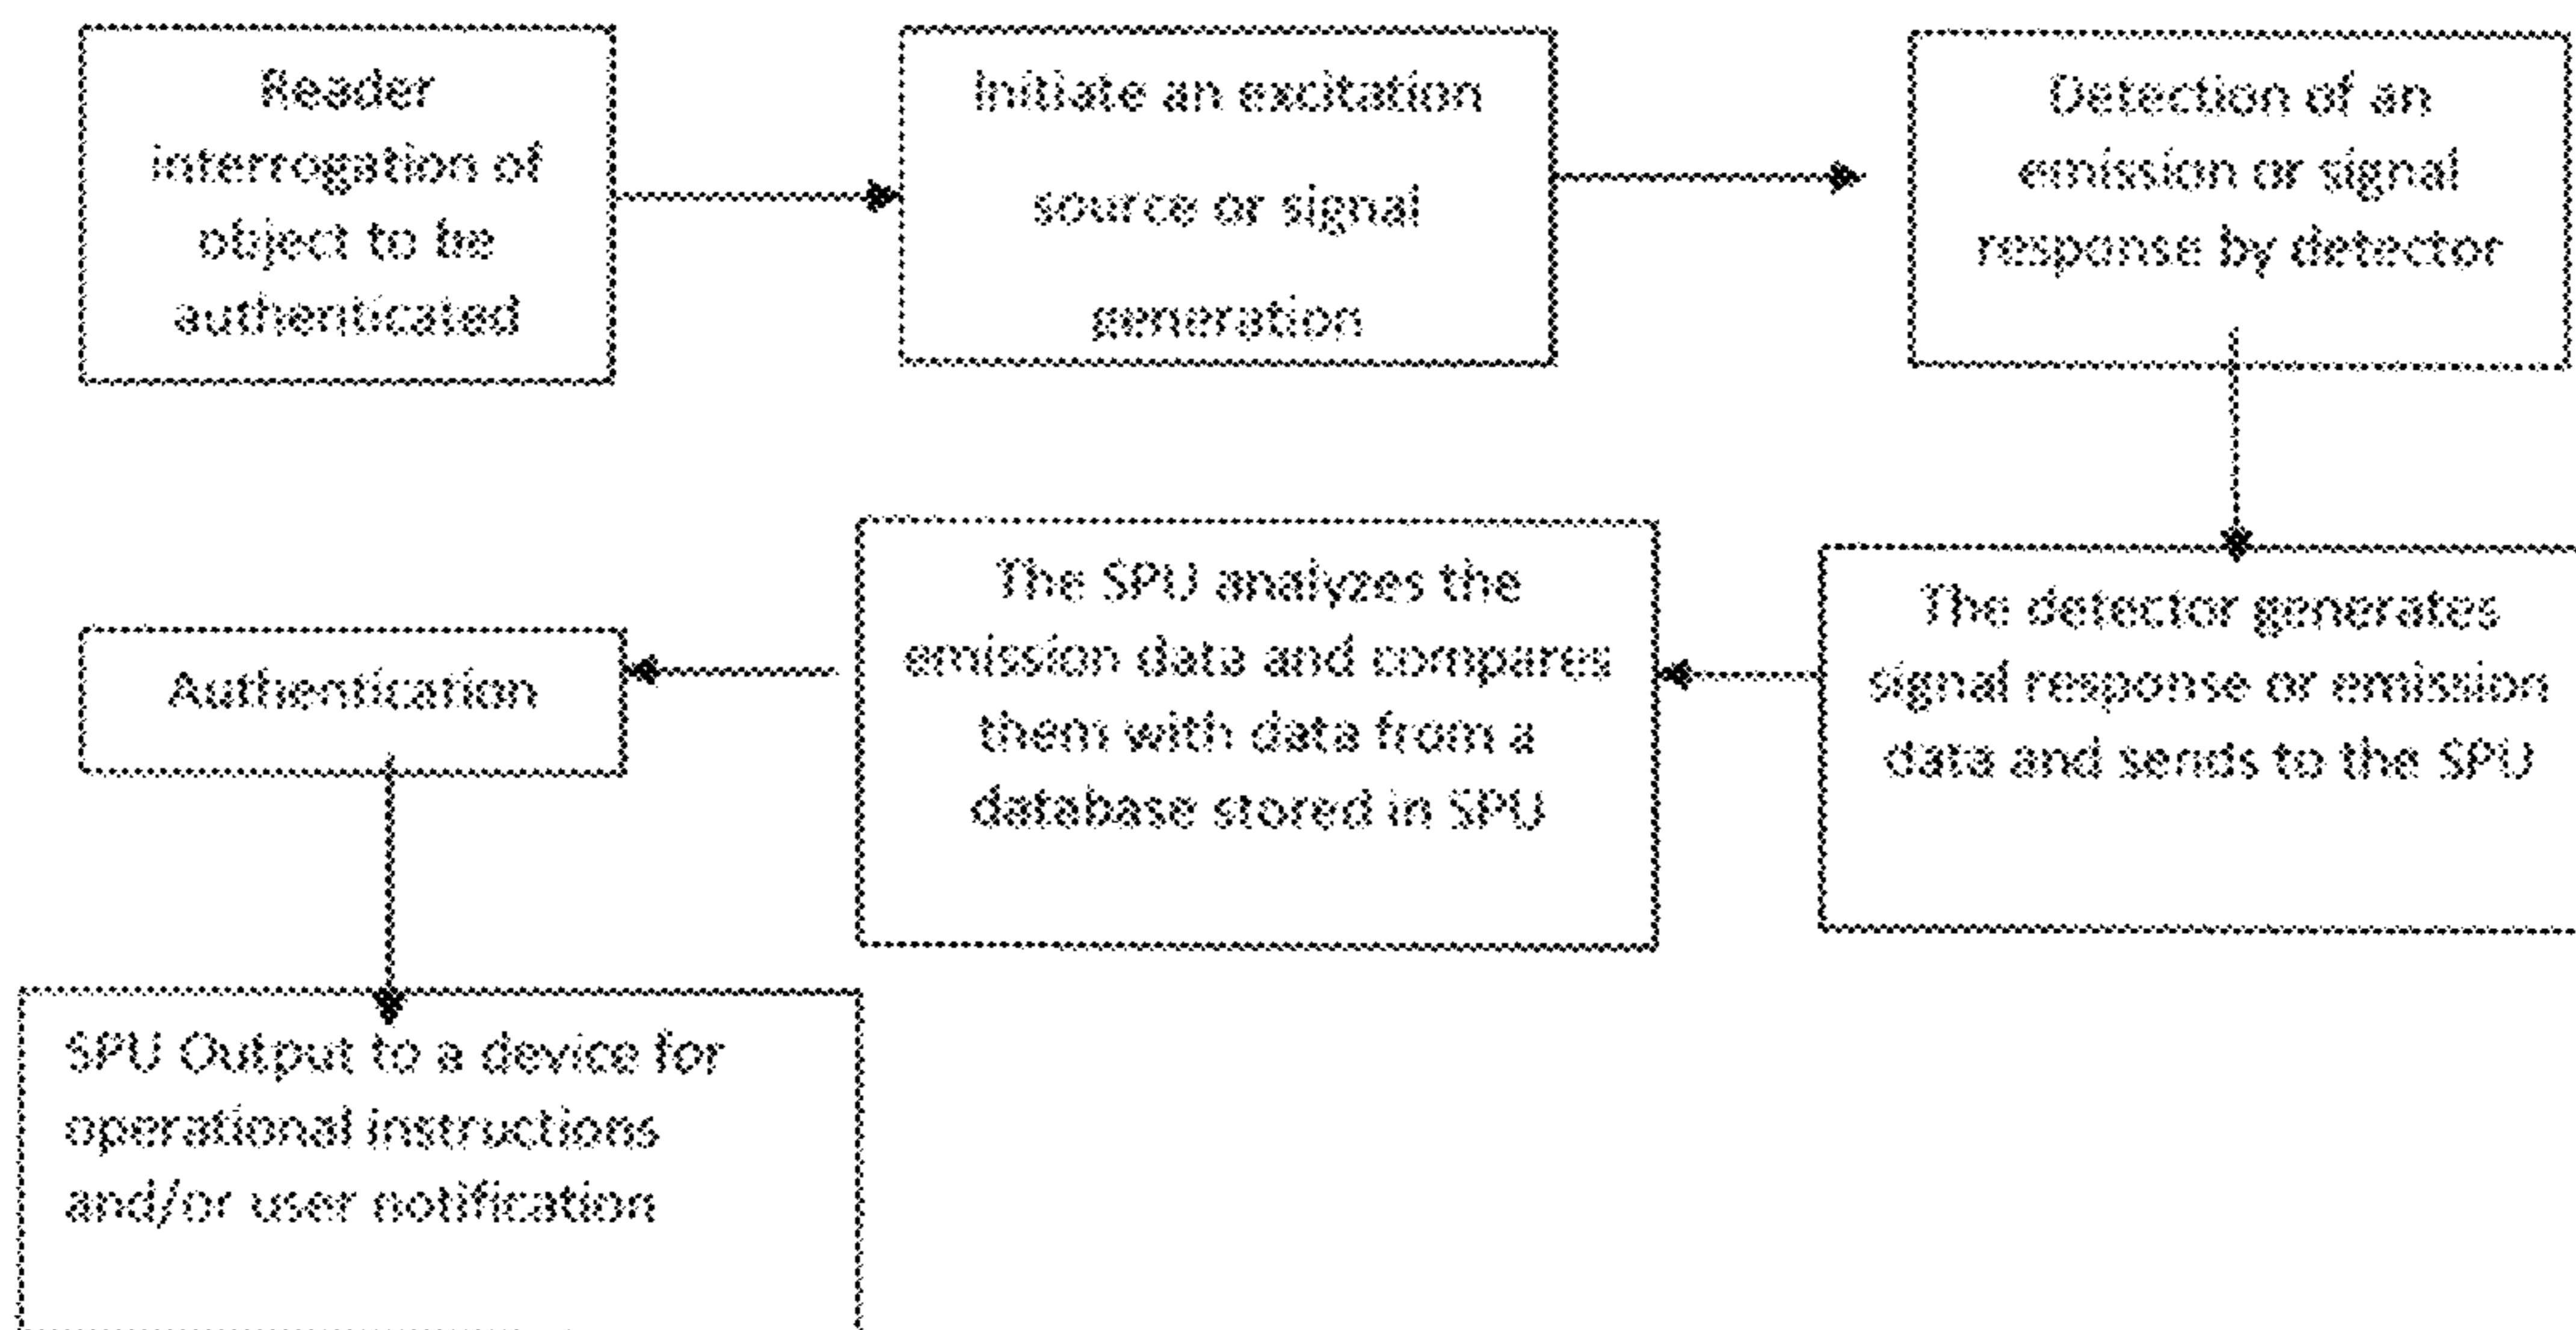 Reader
interrogation of
object to be
authenticated
Initiate an excitation
source or signal
generation
Detection of an
emission or signal
response by detector
The detector generates
signal response or emission
data and sends to the SPU
The SPU analyzes the
emission data and compares
them with data from a
database stored in SPU
Authentication
SPU Output to a device for
operational instructions
and/or user notification